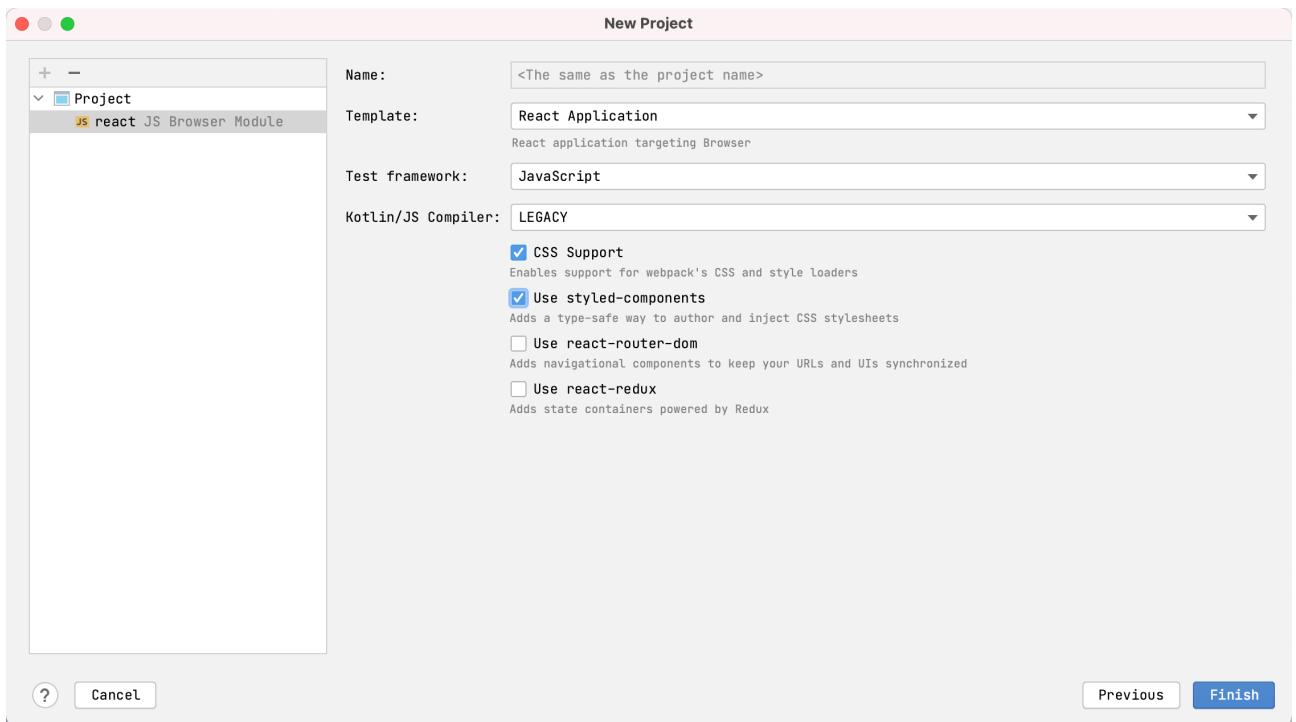 New Project
Project
JS react JS Browser Module
Name: <The same as the project name>
Template: React Application
React application targeting Browser
Test framework: JavaScript
Kotlin/JS Compiler: LEGACY
CSS Support
Enables support for webpack's CSS and style loaders
Use styled-components
Adds a type-safe way to author and inject CSS stylesheets
Use react-router-dom
Adds navigational components to keep your URLs and UIs synchronized
Use react-redux
Adds state containers powered by Redux
? Cancel Previous Finish